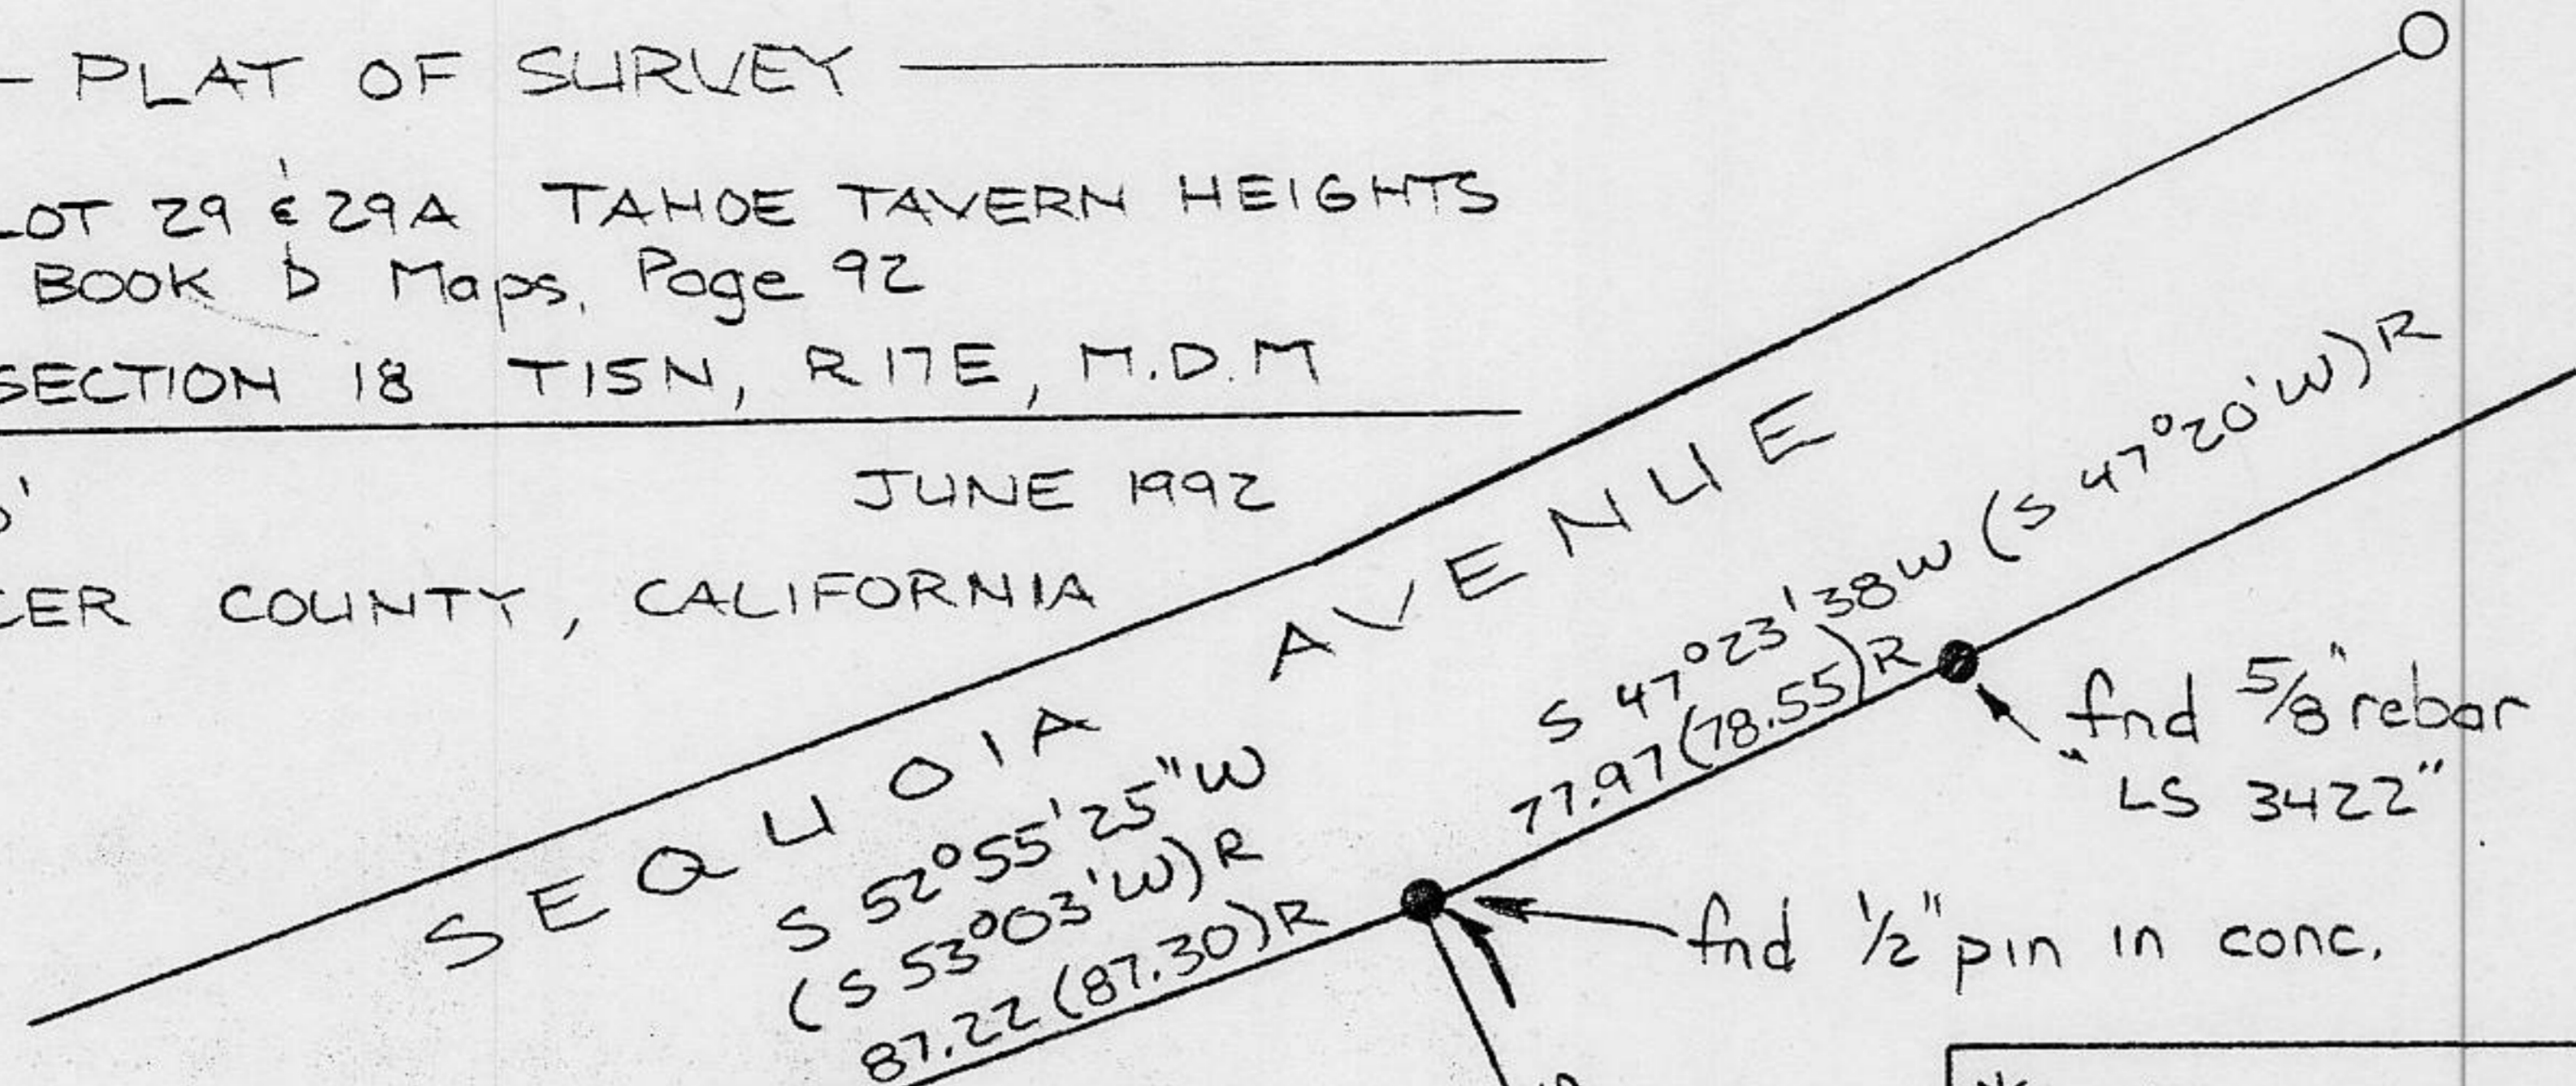 PLAT OF SURVEY
LOT 29 & 29A TAHOE TAVERN HEIGHTS
BOOK D Maps, Page 92
SECTION 18 T15N, R17E, M.D.M
JUNE 1992
CER COUNTY, CALIFORNIA
SEQUOIA AVENUE
S 47°23'38W (S 47°20'W)R
77.97(78.55)R
S 52°55'25"W
(S 53°03'W)R
87.22(87.30)R
fnd 5/8" rebar
"LS 3422"
fnd 1/2" pin in conc.